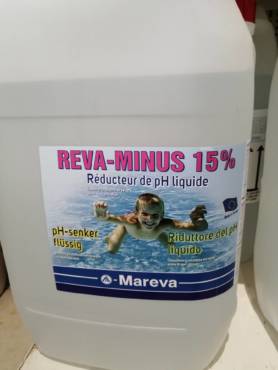 REVA-MINUS 15%
Réducteur de pH liquide
pH-senker
flüssig
Riduttore del pH
liquido
Mareva